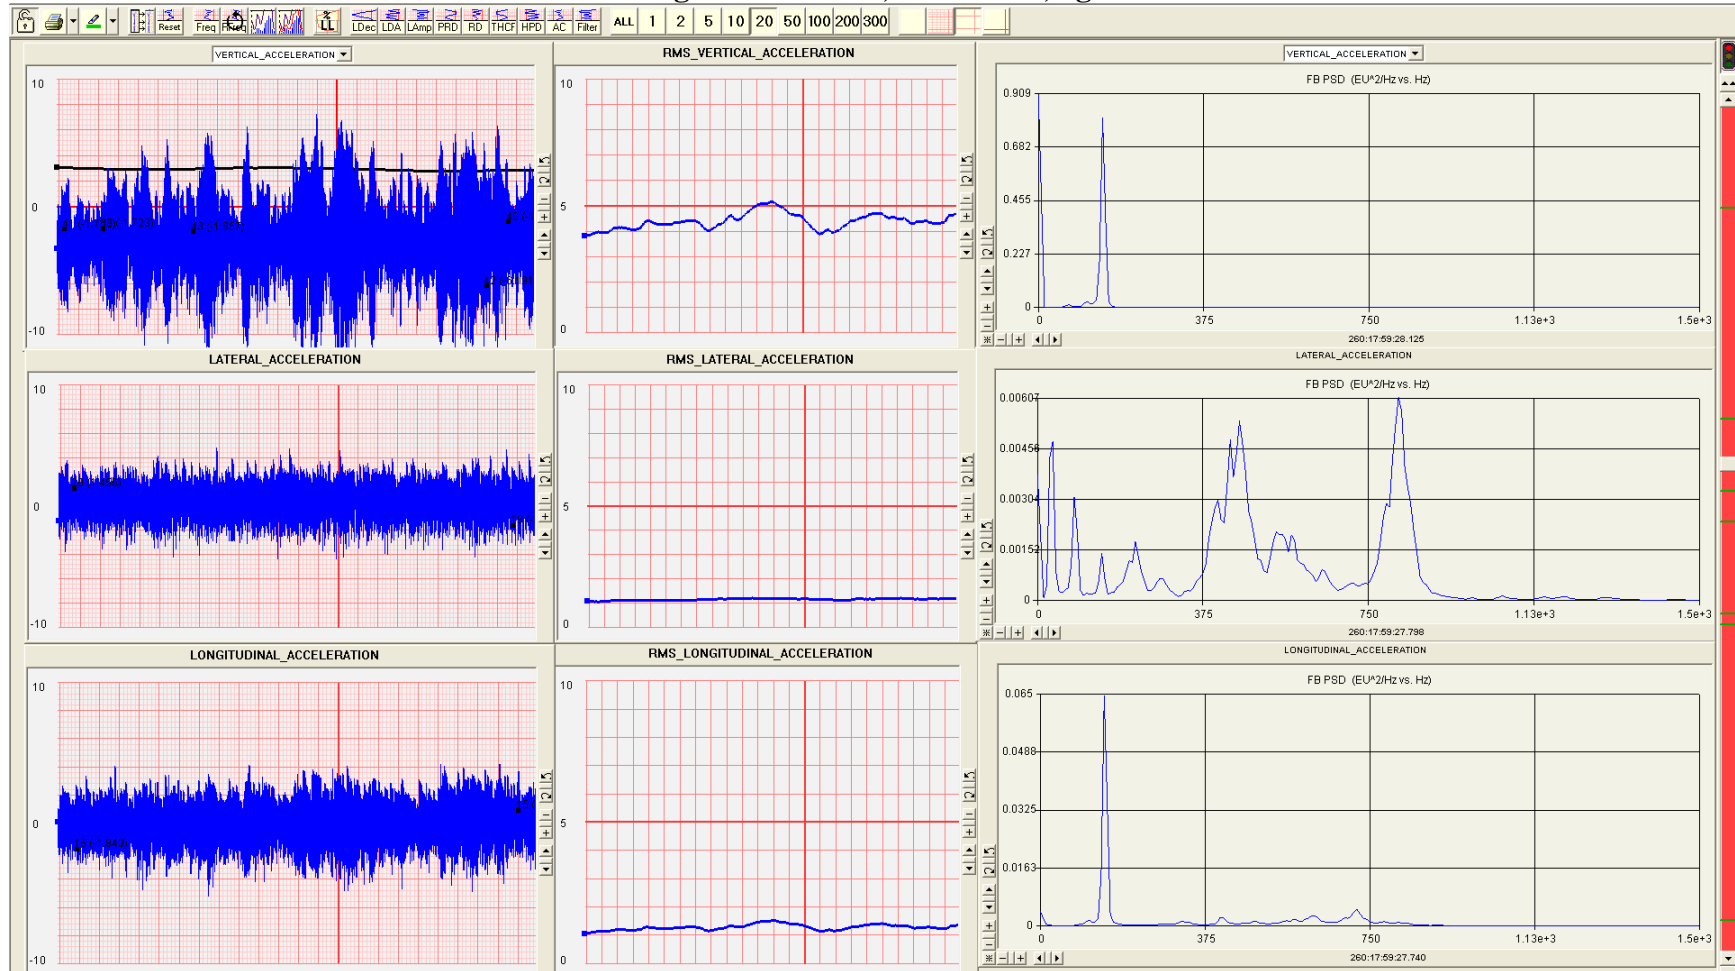 Reset Freq LL LDec LDA LAmp PRD RD THCF HPD AC Filter ALL 1 2 5 10 20 50 100 200 300
VERTICAL_ACCELERATION
10
0
-10
RMS_VERTICAL_ACCELERATION
10
5
0
VERTICAL_ACCELERATION
FB PSD (EU^2/Hz vs. Hz)
0.909
0.682
0.455
0.227
0
0 375 750 1.13e+3 1.5e+3
260:17:59:28.125
LATERAL_ACCELERATION
10
0
-10
RMS_LATERAL_ACCELERATION
10
5
0
LATERAL_ACCELERATION
FB PSD (EU^2/Hz vs. Hz)
0.00607
0.00456
0.00304
0.00152
0
0 375 750 1.13e+3 1.5e+3
260:17:59:27.798
LONGITUDINAL_ACCELERATION
10
0
-10
RMS_LONGITUDINAL_ACCELERATION
10
5
0
LONGITUDINAL_ACCELERATION
FB PSD (EU^2/Hz vs. Hz)
0.065
0.0488
0.0325
0.0163
0
0 375 750 1.13e+3 1.5e+3
260:17:59:27.740